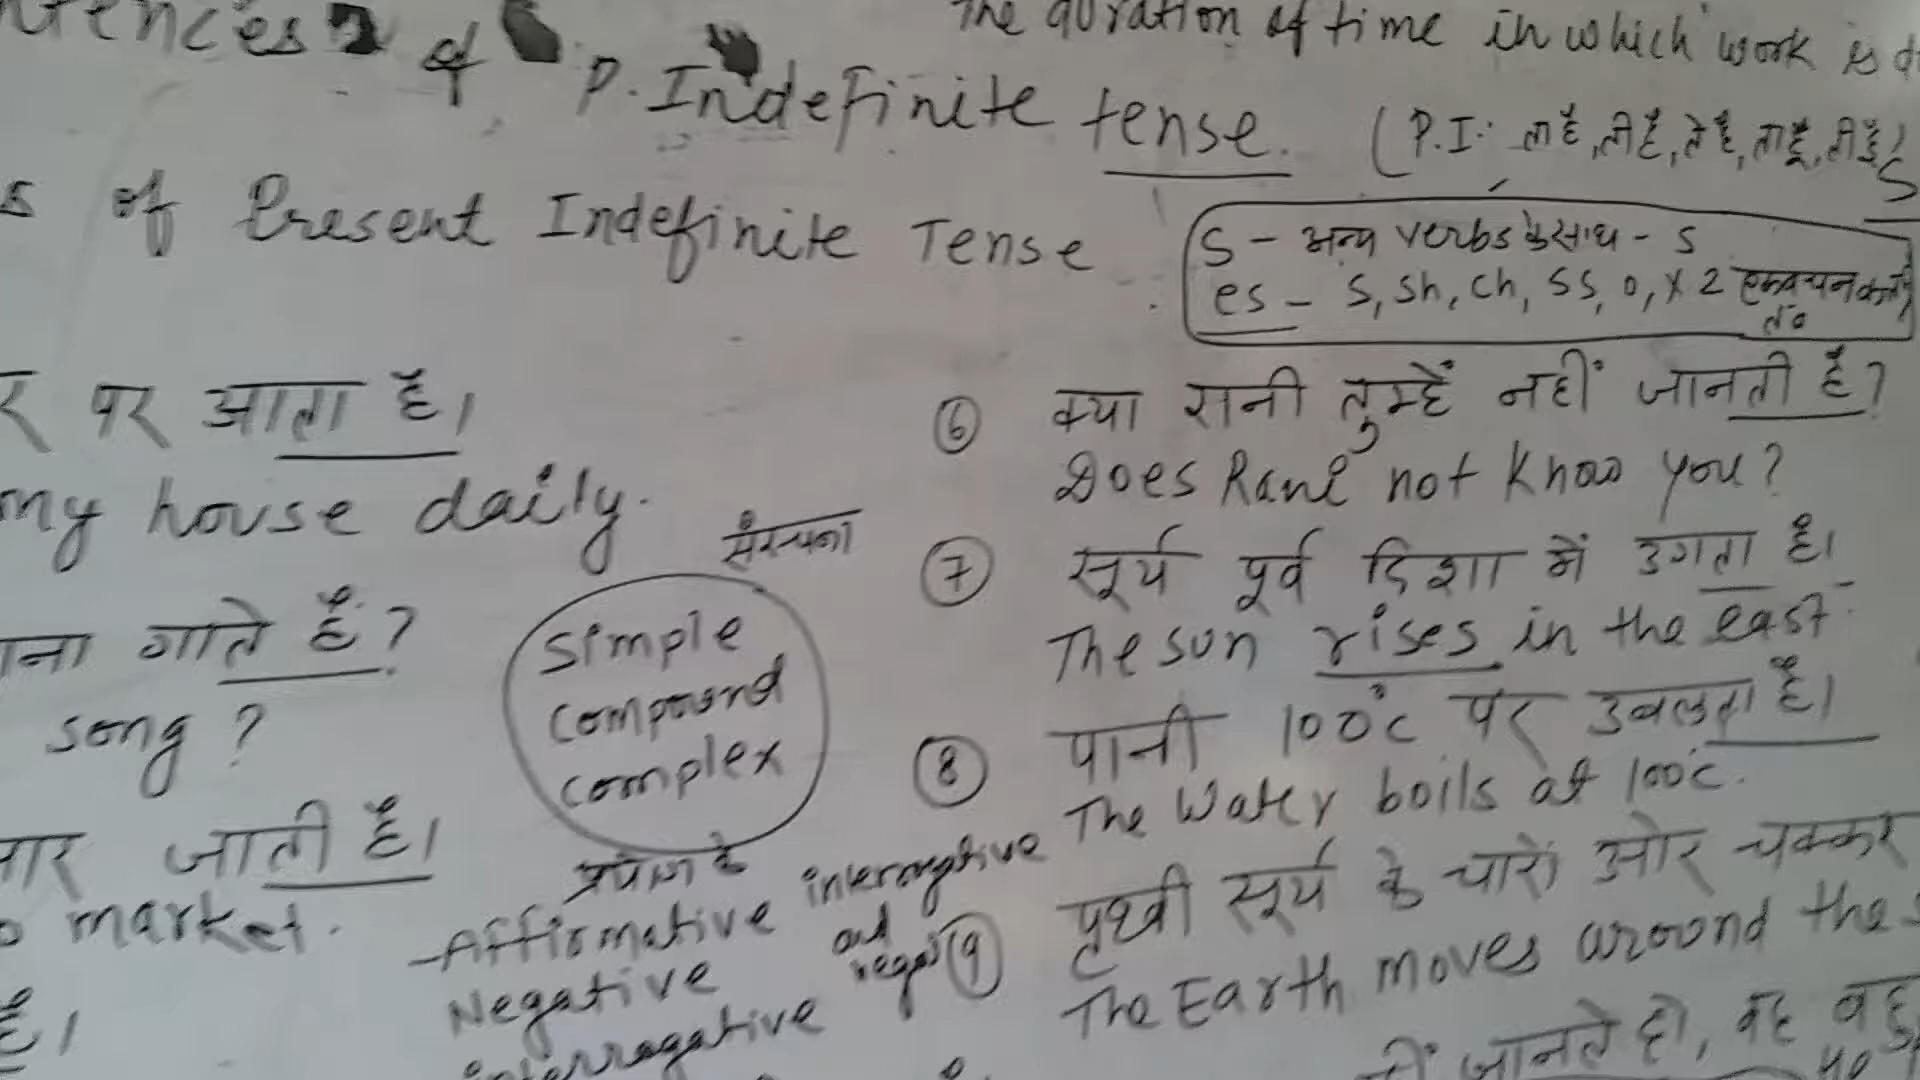 of P. Indefinite tense.
The duration of time in which work is
(P.I: ता है, ती है, ते है, ता हूँ, ती हूँ)
of Present Indefinite Tense
S - अन्य verbs के साथ - S
es - S, Sh, Ch, SS, O, X Z एकवचन कर्ता
पर आता है।
my house daily.
गाते हैं?
song?
जाती है।
market.
है।
संरचना
Simple
compound
complex
प्रयोग के
Affirmative
Negative
interragative
interrogative
and
⑥ क्या रानी तुम्हें नहीं जानती है?
Does Rani not know you?
⑦ सूर्य पूर्व दिशा में उगता है।
The sun rises in the east.
⑧ पानी 100°c पर उबलता है।
The Water boils at 100°c.
⑨ पृथ्वी सूर्य के चारों ओर चक्कर
The Earth moves around the
जानते हो, वह